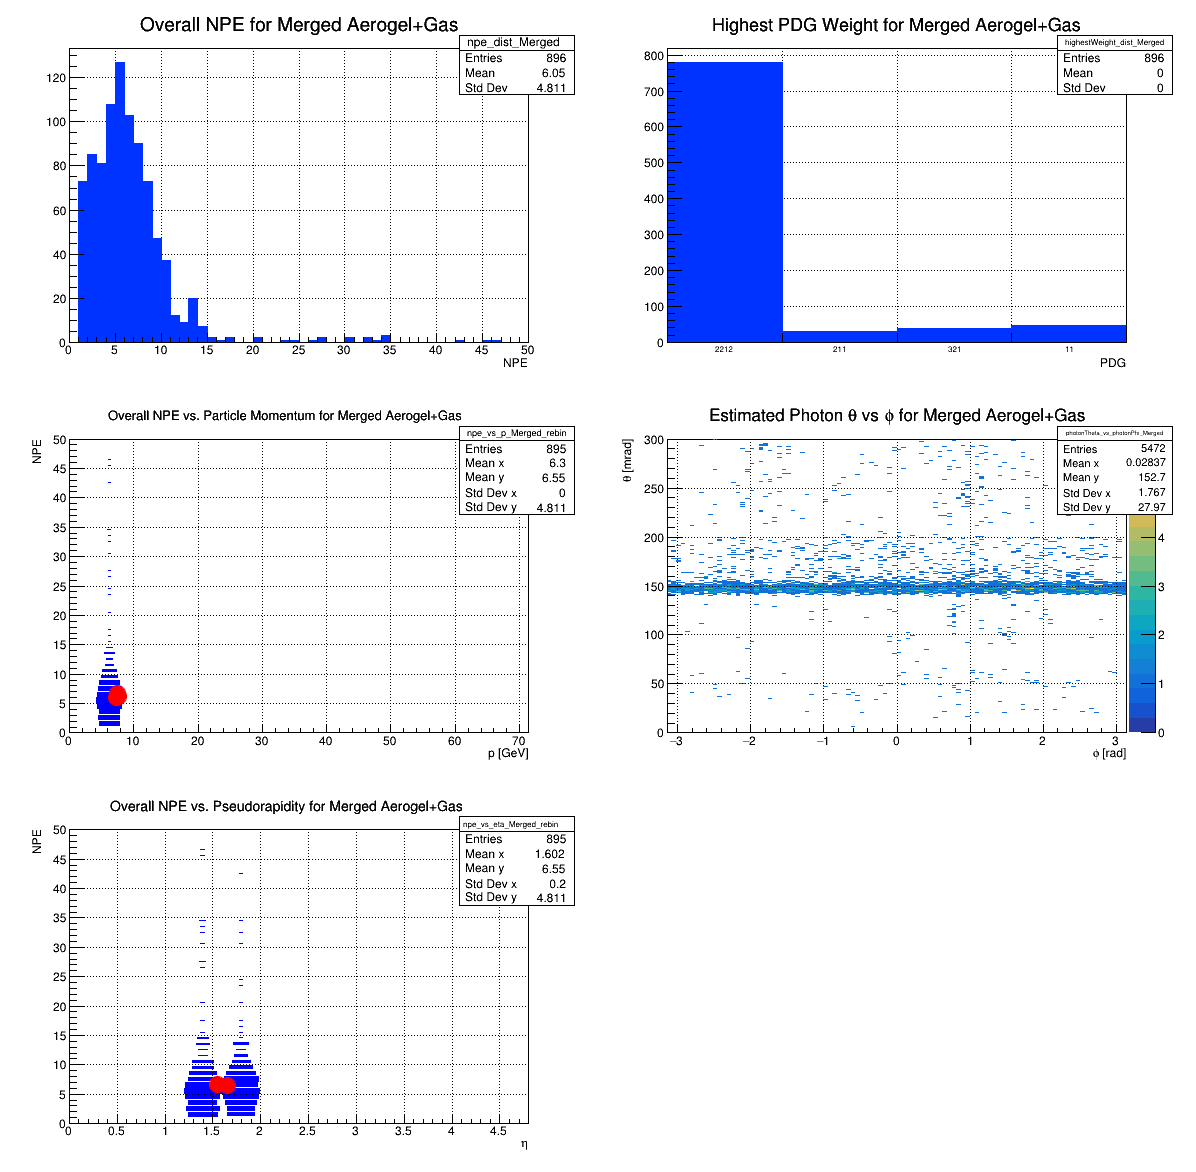 Overall NPE for Merged Aerogel+Gas
npe_dist_Merged
Entries 896
Mean 6.05
Std Dev 4.811
120
100
80
60
40
20
0
0 5 10 15 20 25 30 35 40 45 50
NPE
Highest PDG Weight for Merged Aerogel+Gas
highestWeight_dist_Merged
Entries 896
Mean 0
Std Dev 0
800
700
600
500
400
300
200
100
0
2212 211 321 11
PDG
Overall NPE vs. Particle Momentum for Merged Aerogel+Gas
NPE
npe_vs_p_Merged_rebin
Entries 895
Mean x 6.3
Mean y 6.55
Std Dev x 0
Std Dev y 4.811
50
45
40
35
30
25
20
15
10
5
0
0 10 20 30 40 50 60 70
p [GeV]
Estimated Photon θ vs ϕ for Merged Aerogel+Gas
θ [mrad]
photonTheta_vs_photonPhi_Merged
Entries 5472
Mean x 0.02837
Mean y 152.7
Std Dev x 1.767
Std Dev y 27.97
300
250
200
150
100
50
0
−3 −2 −1 0 1 2 3
ϕ [rad]
4
3
2
1
0
Overall NPE vs. Pseudorapidity for Merged Aerogel+Gas
NPE
npe_vs_eta_Merged_rebin
Entries 895
Mean x 1.602
Mean y 6.55
Std Dev x 0.2
Std Dev y 4.811
50
45
40
35
30
25
20
15
10
5
0
0 0.5 1 1.5 2 2.5 3 3.5 4 4.5
η